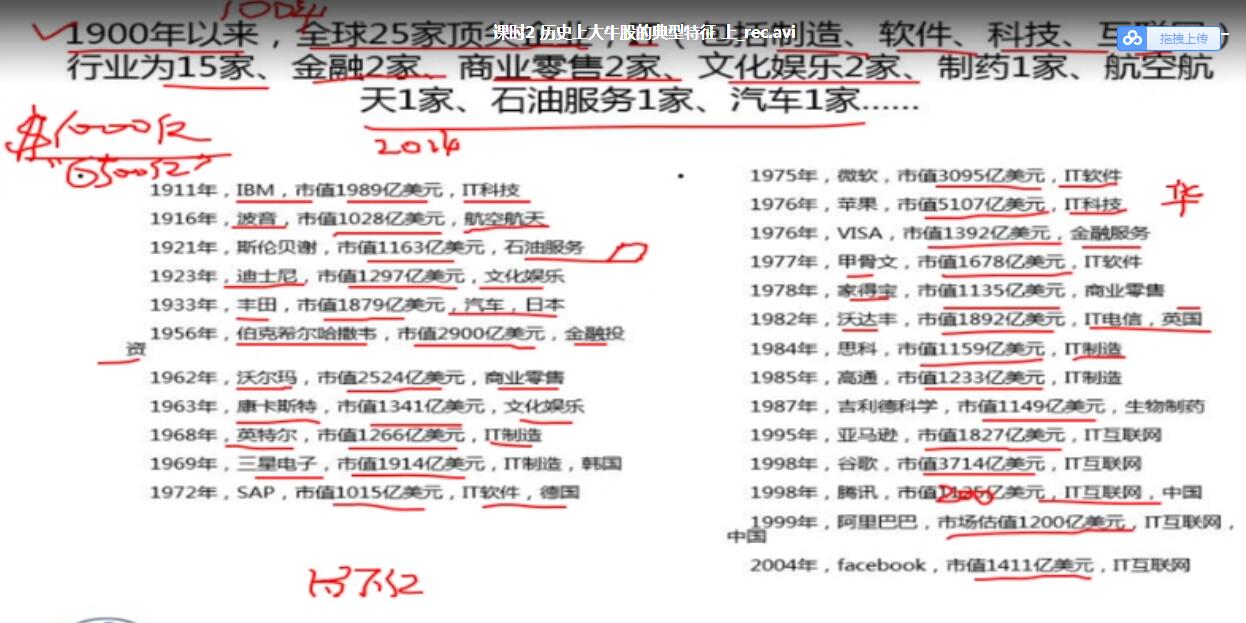 课时2 历史上大牛股的典型特征 上_rec.avi
拖拽上传
1900年以来，全球25家顶尖企业，（包括制造、软件、科技、互联网）
行业为15家、金融2家、商业零售2家、文化娱乐2家、制药1家、航空航
天1家、石油服务1家、汽车1家……
$1000亿
"6500亿"
1911年，IBM，市值1989亿美元，IT科技
1916年，波音，市值1028亿美元，航空航天
1921年，斯伦贝谢，市值1163亿美元，石油服务
1923年，迪士尼，市值1297亿美元，文化娱乐
1933年，丰田，市值1879亿美元，汽车，日本
1956年，伯克希尔哈撒韦，市值2900亿美元，金融投
资
1962年，沃尔玛，市值2524亿美元，商业零售
1963年，康卡斯特，市值1341亿美元，文化娱乐
1968年，英特尔，市值1266亿美元，IT制造
1969年，三星电子，市值1914亿美元，IT制造，韩国
1972年，SAP，市值1015亿美元，IT软件，德国
2014
1975年，微软，市值3095亿美元，IT软件
1976年，苹果，市值5107亿美元，IT科技
华
1976年，VISA，市值1392亿美元，金融服务
1977年，甲骨文，市值1678亿美元，IT软件
1978年，家得宝，市值1135亿美元，商业零售
1982年，沃达丰，市值1892亿美元，IT电信，英国
1984年，思科，市值1159亿美元，IT制造
1985年，高通，市值1233亿美元，IT制造
1987年，吉利德科学，市值1149亿美元，生物制药
1995年，亚马逊，市值1827亿美元，IT互联网
1998年，谷歌，市值3714亿美元，IT互联网
1998年，腾讯，市值亿美元，IT互联网，中国
1999年，阿里巴巴，市场估值1200亿美元，IT互联网，
中国
2004年，facebook，市值1411亿美元，IT互联网